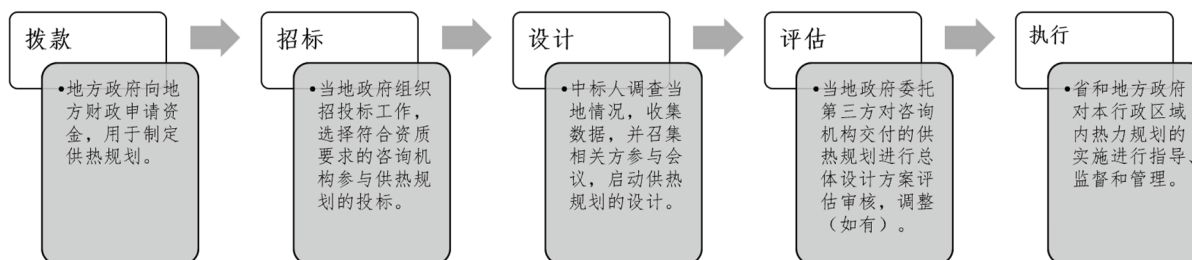 拨款
•地方政府向地
方财政申请资
金，用于制定
供热规划。
招标
•当地政府组织
招投标工作，
选择符合资质
要求的咨询机
构参与供热规
划的投标。
设计
•中标人调查当
地情况，收集
数据，并召集
相关方参与会
议，启动供热
规划的设计。
评估
•当地政府委托
第三方对咨询
机构交付的供
热规划进行总
体设计方案评
估审核，调整
（如有）。
执行
•省和地方政府
对本行政区域
内热力规划的
实施进行指导、
监督和管理。